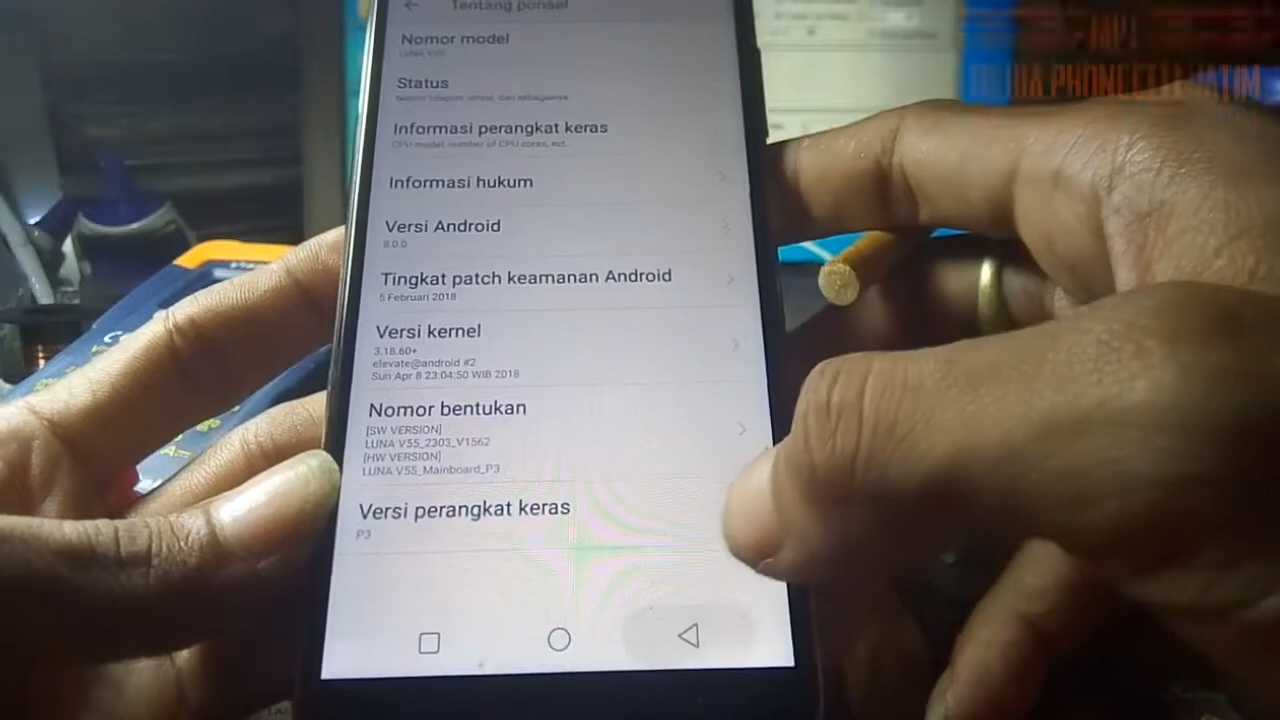 Tentang ponsel
Nomor model
LUNA V55
Status
Informasi perangkat keras
CPU model, number of CPU cores, ect.
Informasi hukum
Versi Android
8.0.0
Tingkat patch keamanan Android
5 Februari 2018
Versi kernel
3.18.60+
elevate@android #2
Sun Apr 8 23:04:50 WIB 2018
Nomor bentukan
[SW VERSION]
LUNA V55_2303_V1562
[HW VERSION]
LUNA V55_Mainboard_P3
Versi perangkat keras
P3